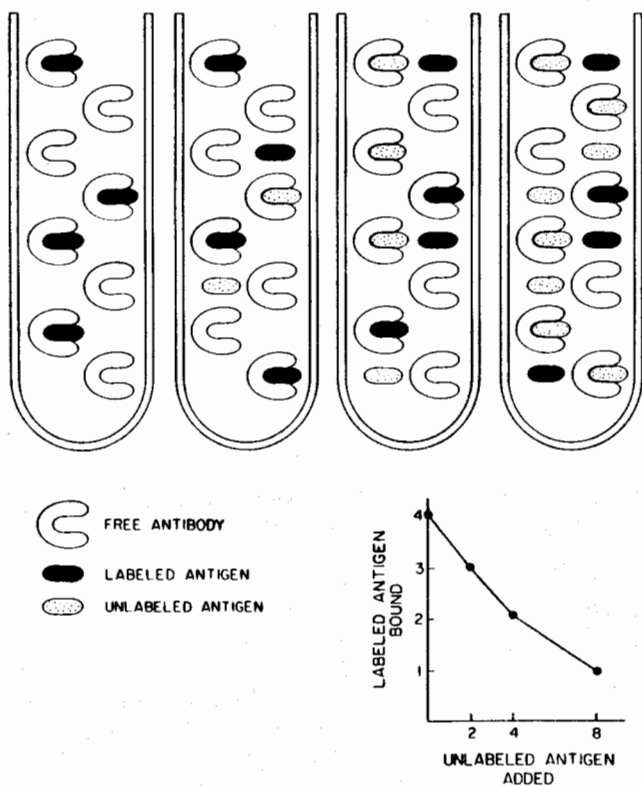 FREE ANTIBODY
LABELED ANTIGEN
UNLABELED ANTIGEN
LABELED ANTIGEN
BOUND
4
3
2
1
2 4 8
UNLABELED ANTIGEN
ADDED